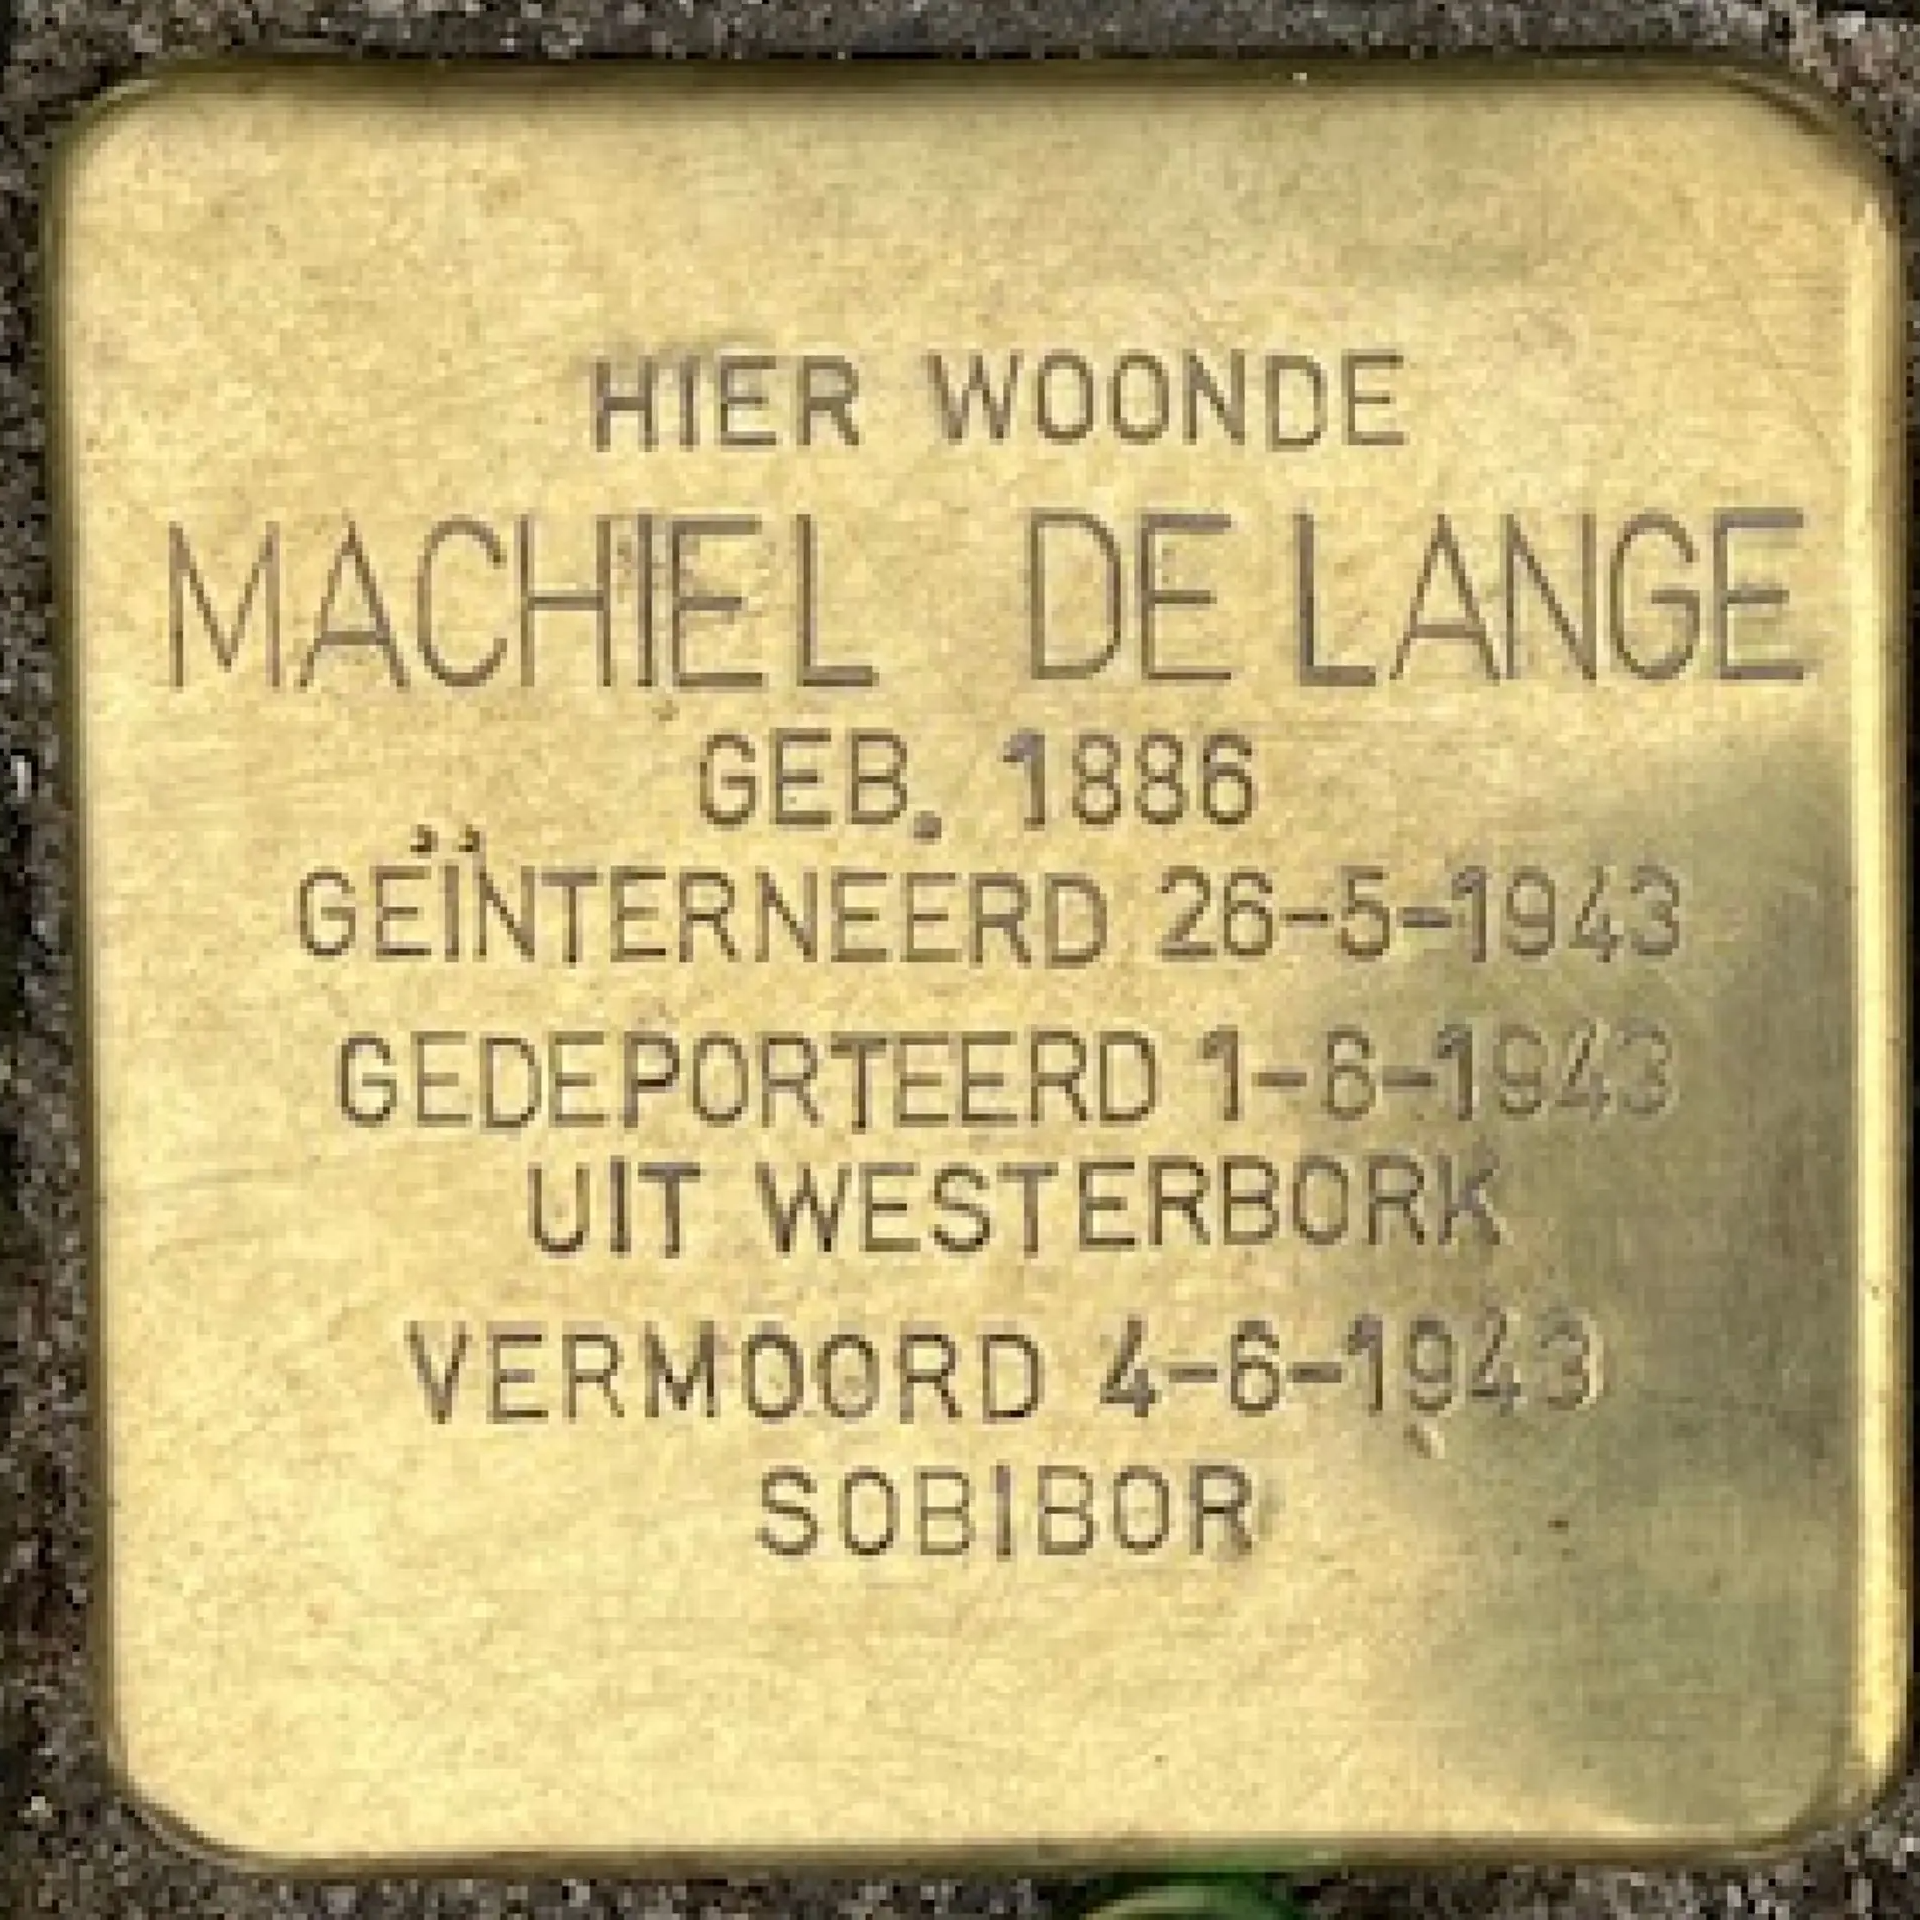 HIER WOONDE
MACHIEL DE LANGE
GEB. 1886
GEÏNTERNEERD 26-5-1943
GEDEPORTEERD 1-6-1943
UIT WESTERBORK
VERMOORD 4-6-1943
SOBIBOR